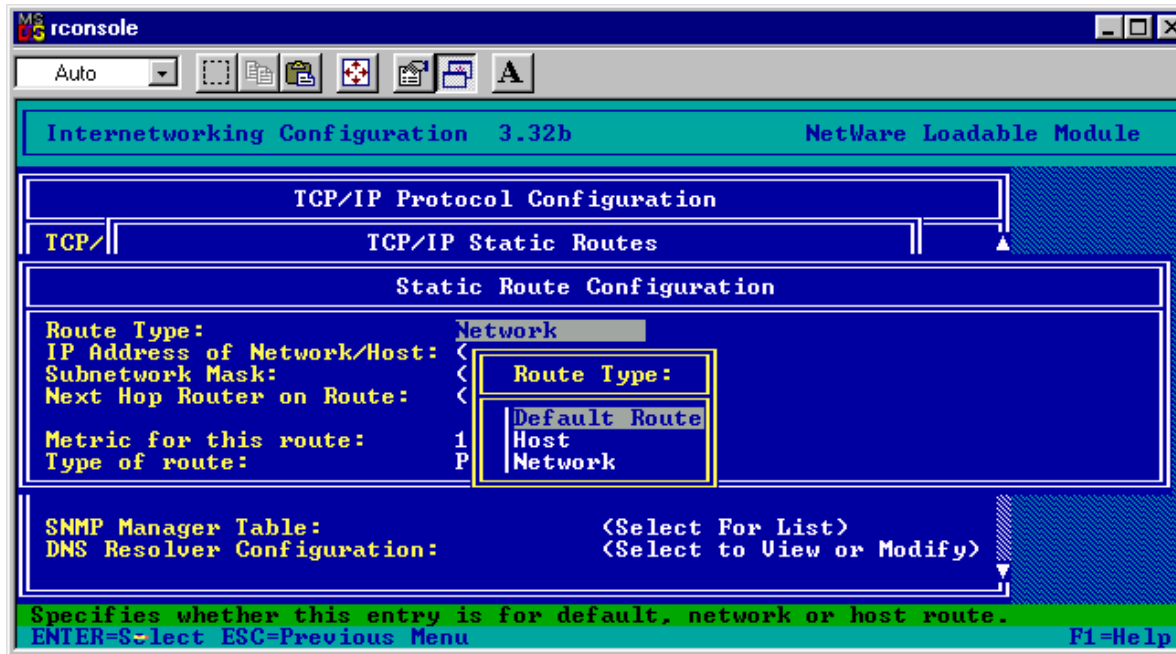 MS DOS rconsole
Auto A
Internetworking Configuration 3.32b NetWare Loadable Module
TCP/IP Protocol Configuration
TCP/ TCP/IP Static Routes
Static Route Configuration
Route Type: Network
IP Address of Network/Host: (
Subnetwork Mask: (
Next Hop Router on Route: (
Route Type:
Default Route
Host
Network
Metric for this route: 1
Type of route: P
SNMP Manager Table: (Select For List)
DNS Resolver Configuration: (Select to View or Modify)
Specifies whether this entry is for default, network or host route.
ENTER=Select ESC=Previous Menu F1=Help